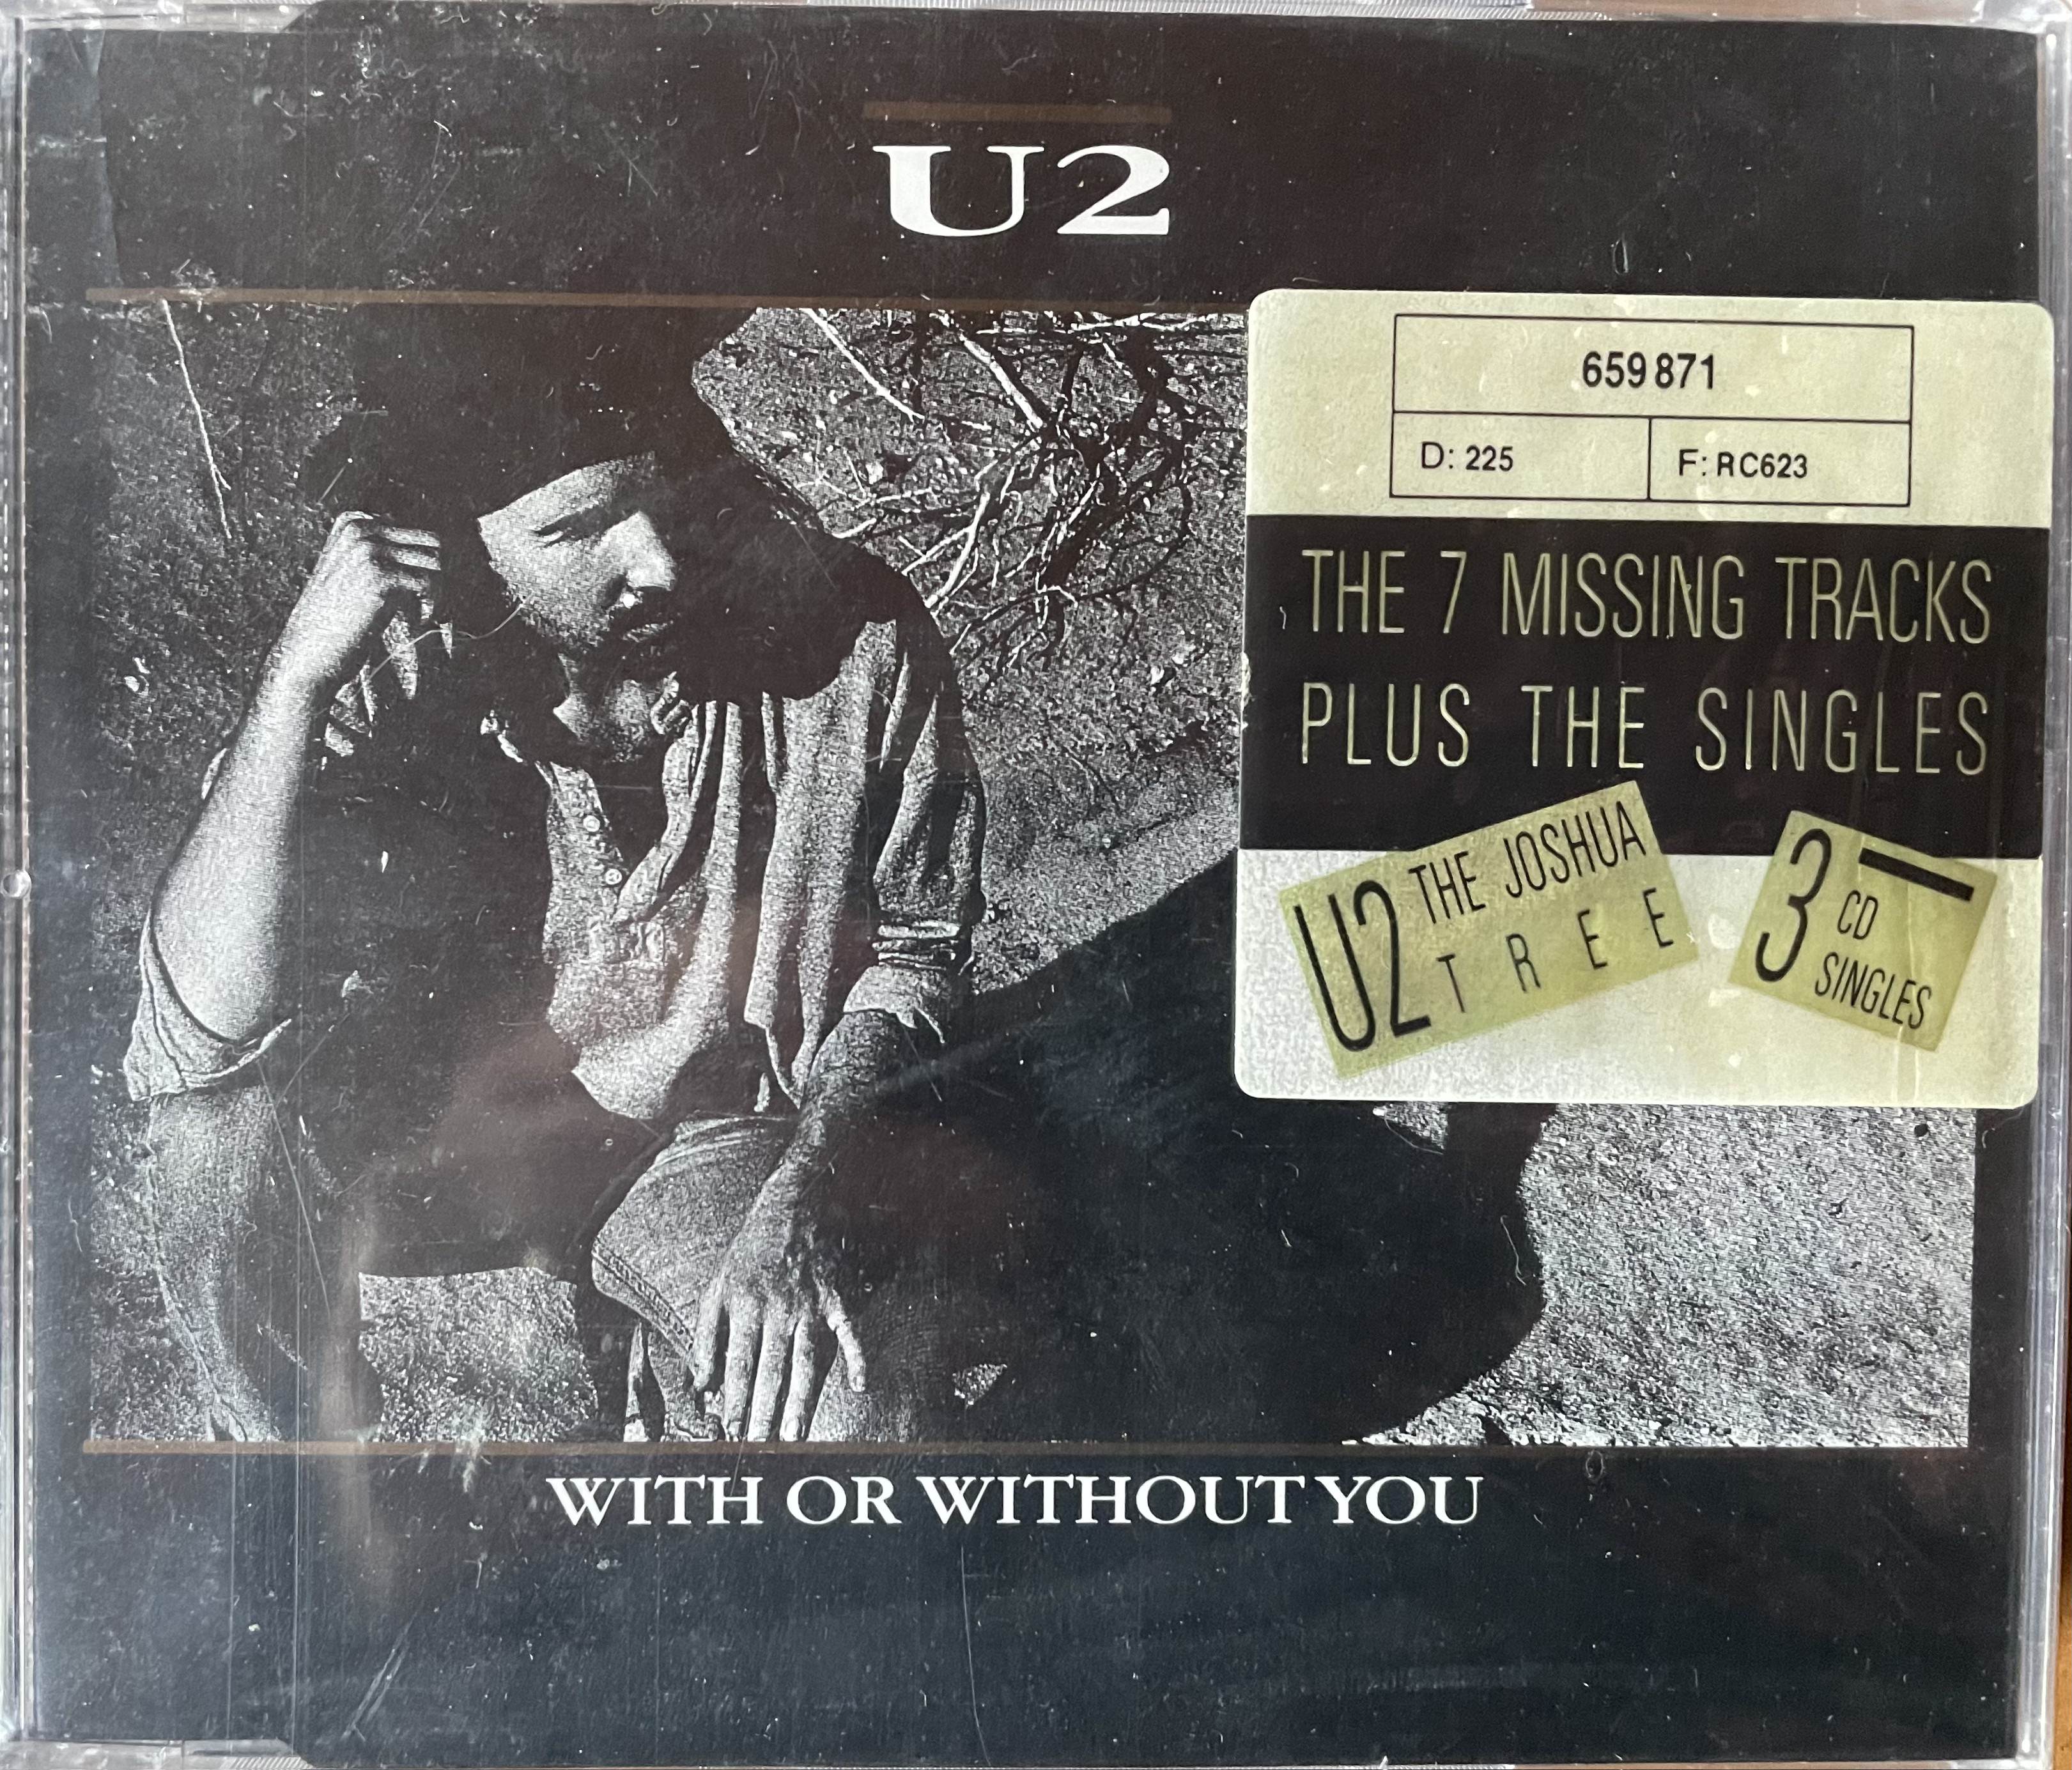 U2
659 871
D: 225
F: RC623
THE 7 MISSING TRACKS
PLUS THE SINGLES
U2 THE JOSHUA
TREE
3 CD
SINGLES
WITH OR WITHOUT YOU